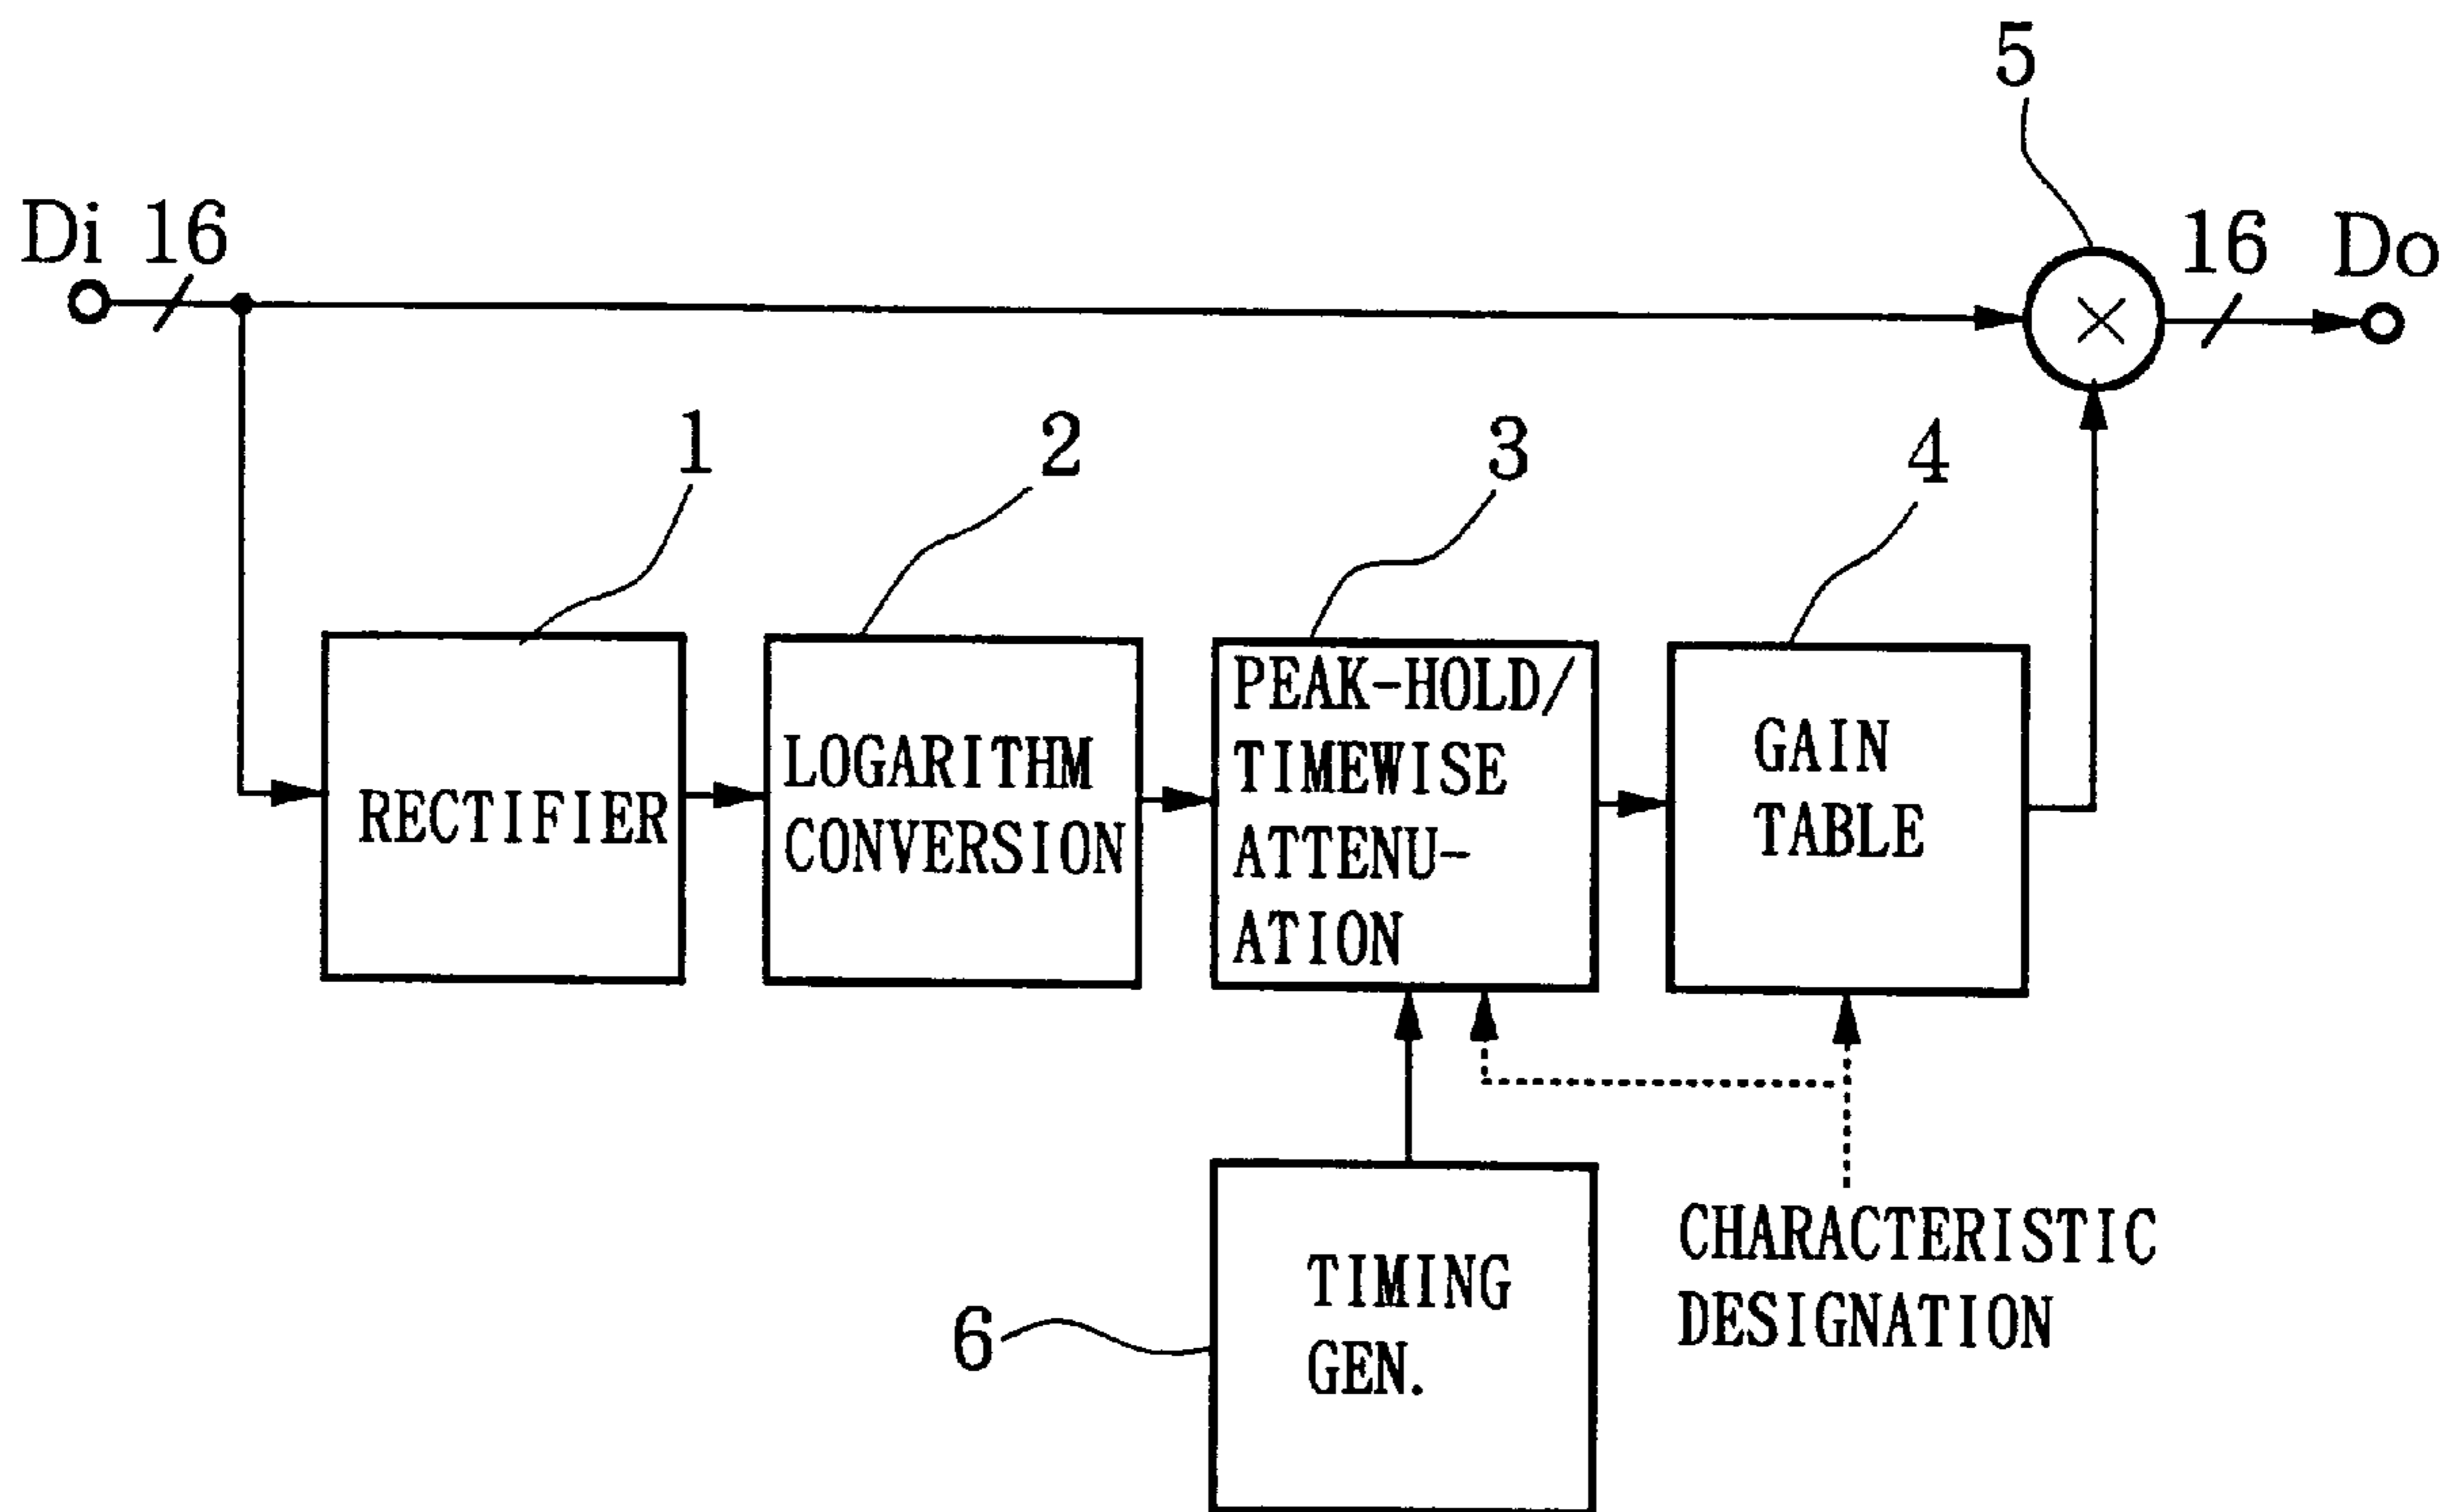 5
Di 16
16 Do
1
2
3
4
RECTIFIER
LOGARITHM
CONVERSION
PEAK-HOLD/
TIMEWISE
ATTENU-
ATION
GAIN
TABLE
×
6
TIMING
GEN.
CHARACTERISTIC
DESIGNATION